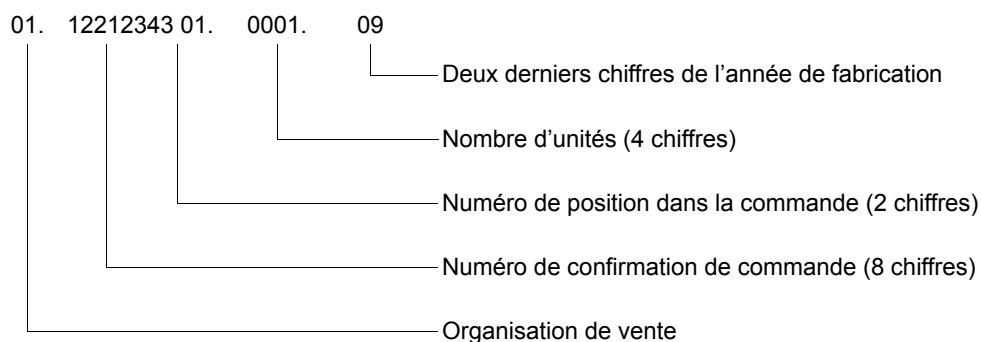 01. 12212343 01. 0001. 09
Deux derniers chiffres de l’année de fabrication
Nombre d’unités (4 chiffres)
Numéro de position dans la commande (2 chiffres)
Numéro de confirmation de commande (8 chiffres)
Organisation de vente